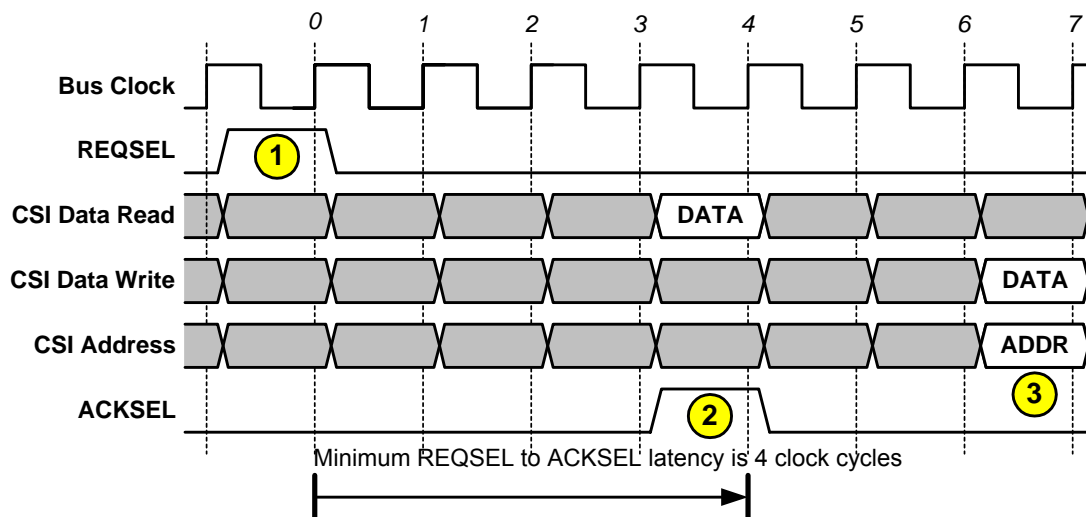 0 1 2 3 4 5 6 7
Bus Clock
REQSEL
1
CSI Data Read
DATA
CSI Data Write
DATA
CSI Address
ADDR
ACKSEL
2
3
Minimum REQSEL to ACKSEL latency is 4 clock cycles